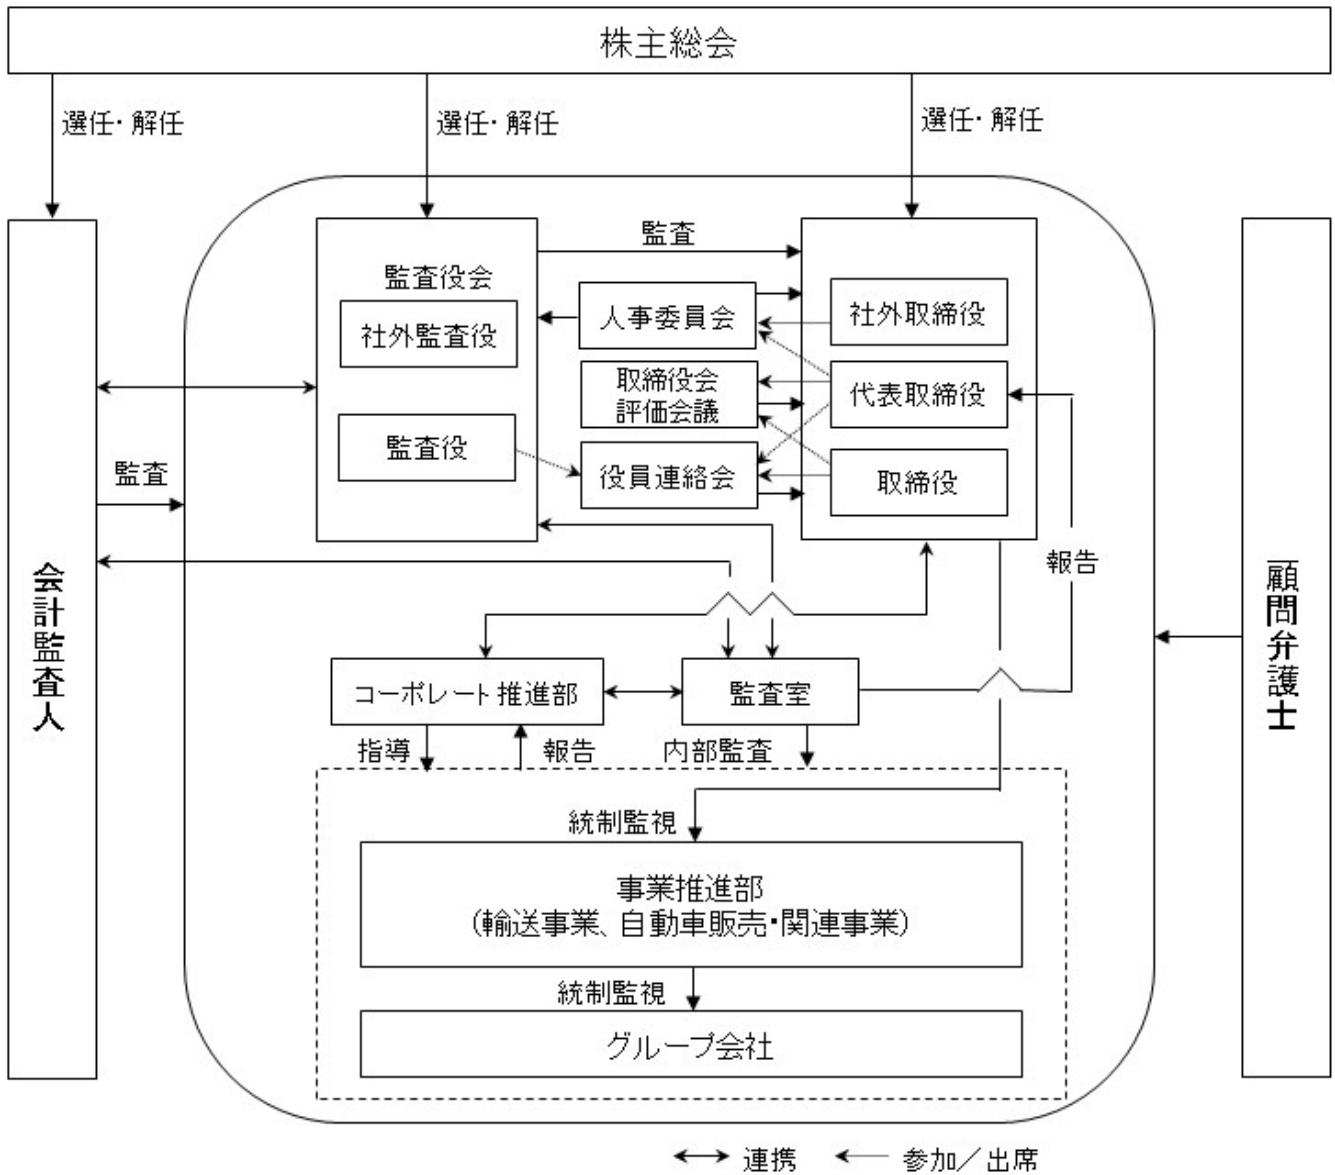 株主総会
選任・解任
選任・解任
選任・解任
監査
監査役会
社外監査役
監査役
人事委員会
取締役会
評価会議
役員連絡会
社外取締役
代表取締役
取締役
監査
報告
会計監査人
顧問弁護士
コーポレート推進部
監査室
指導
報告
内部監査
統制監視
事業推進部
(輸送事業、自動車販売・関連事業)
統制監視
グループ会社
連携
参加/出席